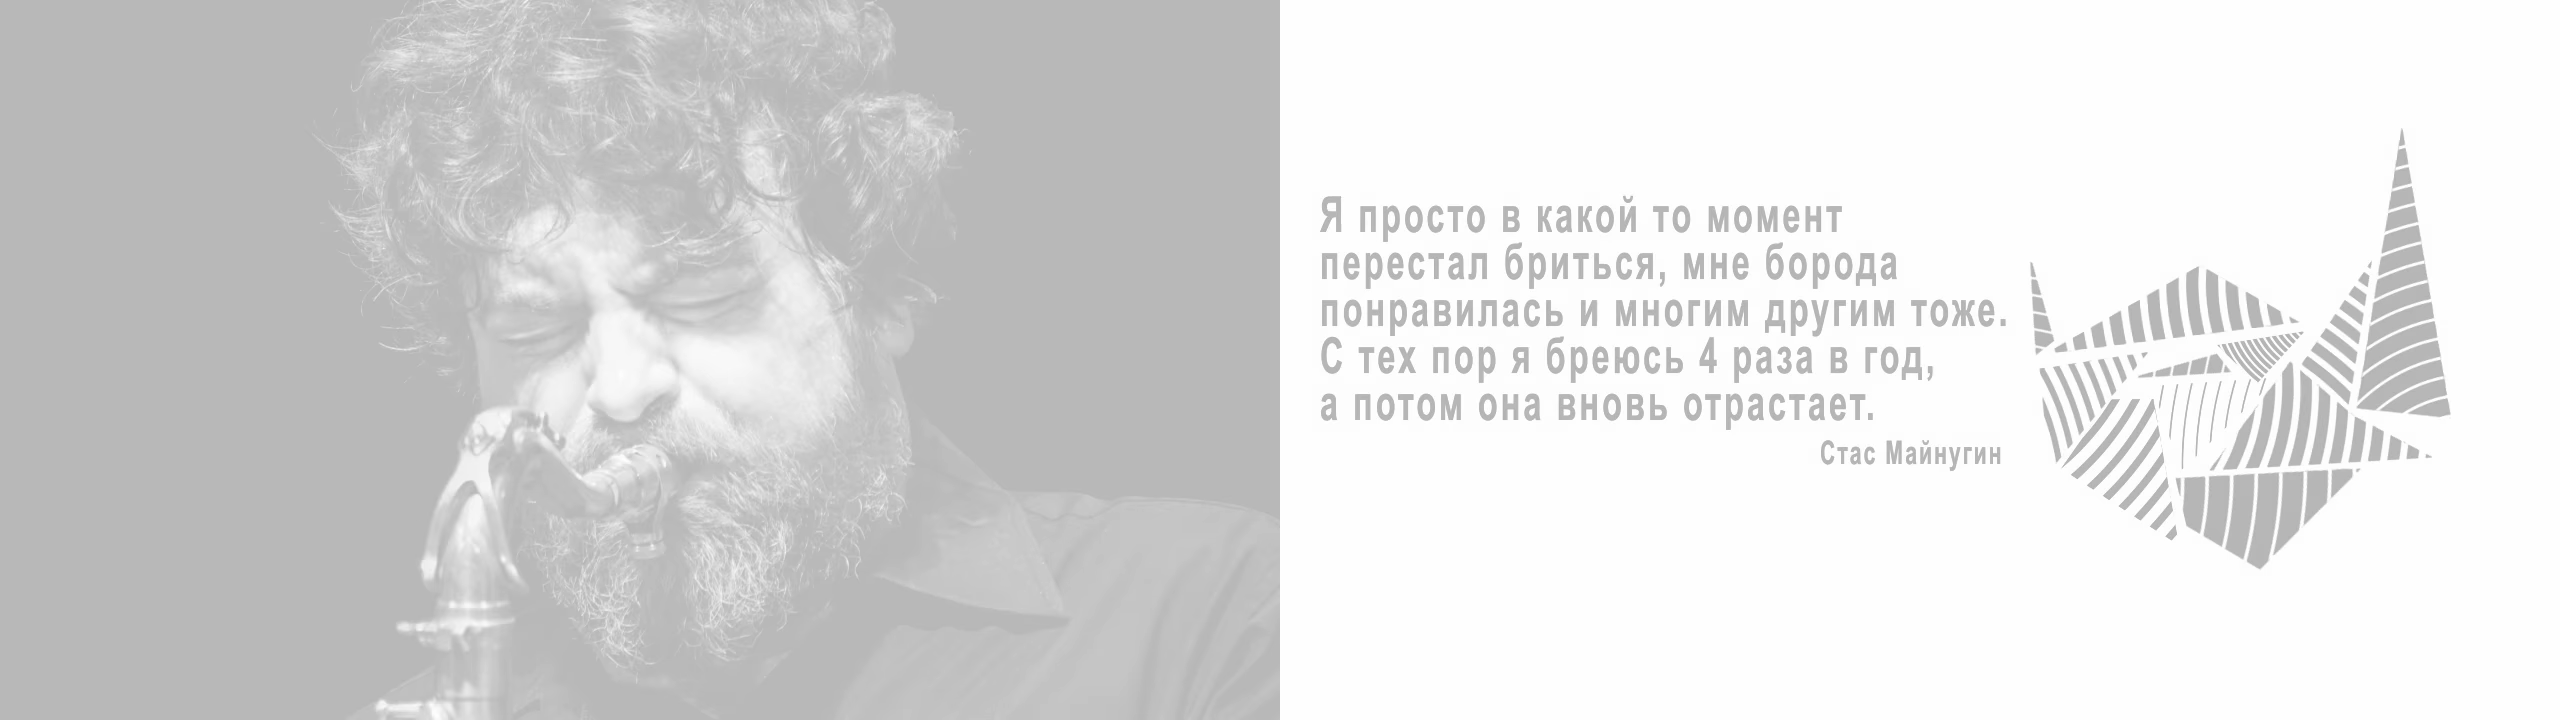 Я просто в какой то момент
перестал бриться, мне борода
понравилась и многим другим тоже.
С тех пор я бреюсь 4 раза в год,
а потом она вновь отрастает.
Стас Майнугин